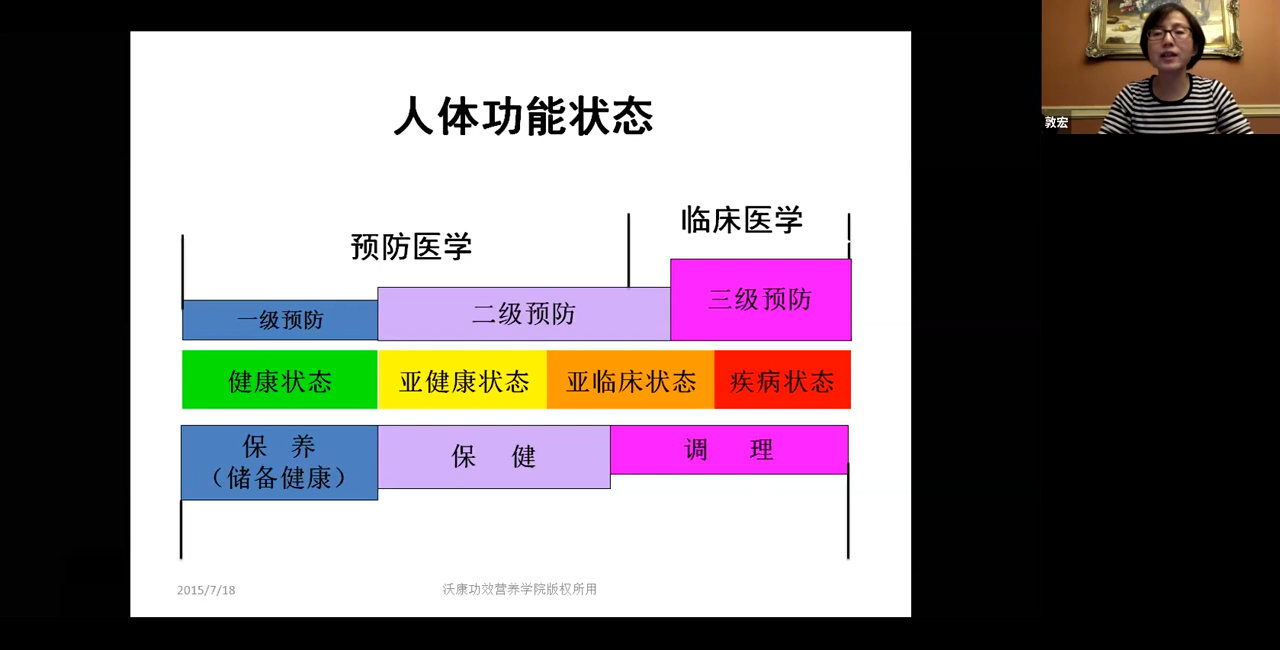 人体功能状态
敦宏
临床医学
预防医学
一级预防
二级预防
三级预防
健康状态
亚健康状态
亚临床状态
疾病状态
保 养
（储备健康）
保 健
调 理
2015/7/18
沃康功效营养学院版权所用